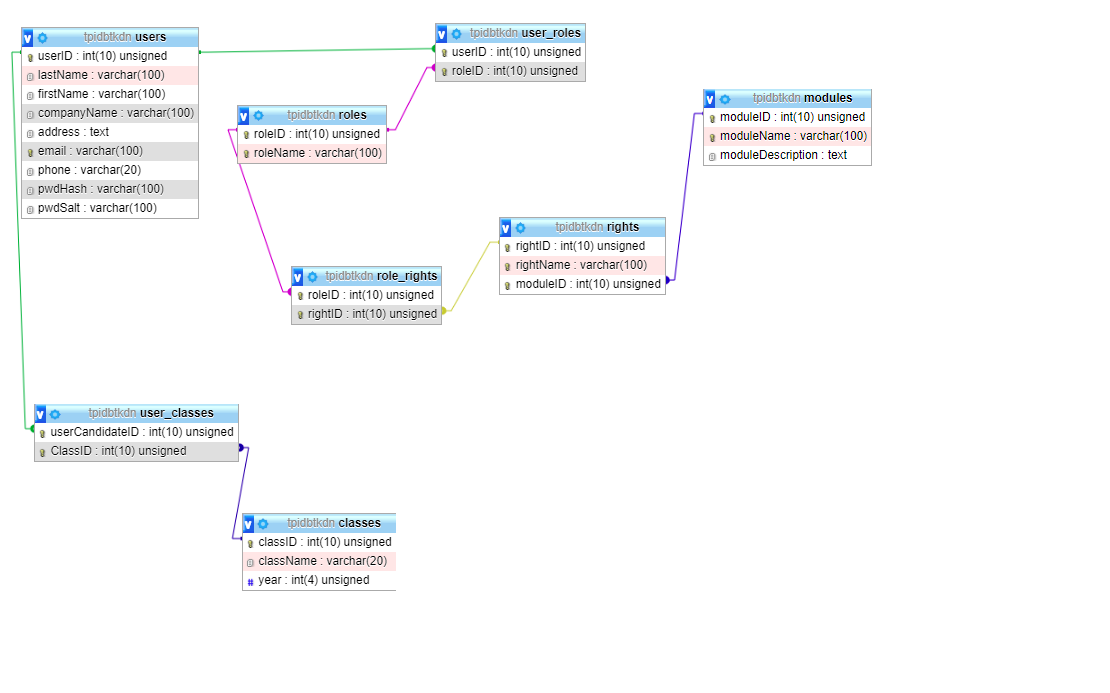 tpidbtkdn users
userID : int(10) unsigned
lastName : varchar(100)
firstName : varchar(100)
companyName : varchar(100)
address : text
email : varchar(100)
phone : varchar(20)
pwdHash : varchar(100)
pwdSalt : varchar(100)
tpidbtkdn user_roles
userID : int(10) unsigned
roleID : int(10) unsigned
tpidbtkdn roles
roleID : int(10) unsigned
roleName : varchar(100)
tpidbtkdn modules
moduleID : int(10) unsigned
moduleName : varchar(100)
moduleDescription : text
tpidbtkdn rights
rightID : int(10) unsigned
rightName : varchar(100)
moduleID : int(10) unsigned
tpidbtkdn role_rights
roleID : int(10) unsigned
rightID : int(10) unsigned
tpidbtkdn user_classes
userCandidateID : int(10) unsigned
ClassID : int(10) unsigned
tpidbtkdn classes
classID : int(10) unsigned
className : varchar(20)
# year : int(4) unsigned